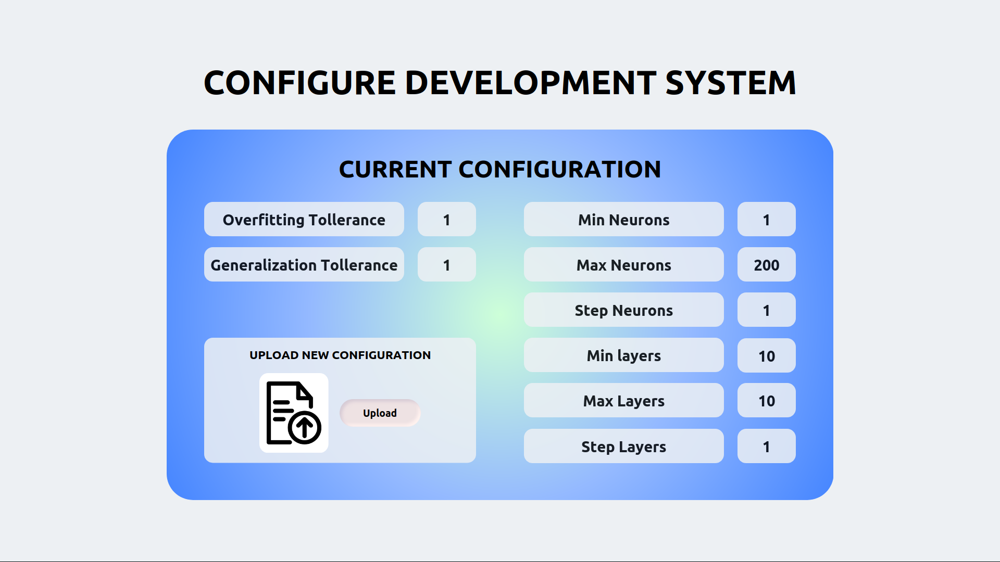 CONFIGURE DEVELOPMENT SYSTEM
CURRENT CONFIGURATION
Overfitting Tollerance 1
Generalization Tollerance 1
UPLOAD NEW CONFIGURATION
Upload
Min Neurons 1
Max Neurons 200
Step Neurons 1
Min layers 10
Max Layers 10
Step Layers 1